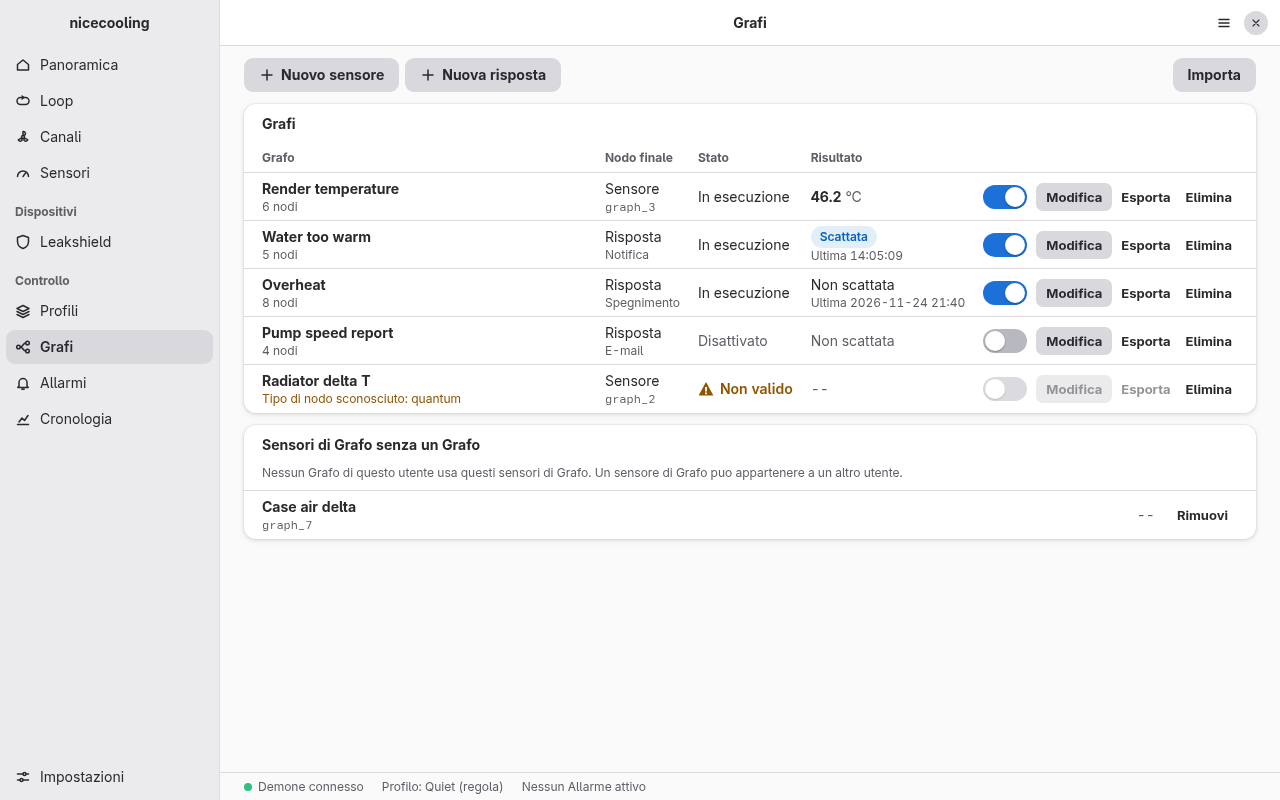 nicecooling
Grafi
Panoramica
Loop
Canali
Sensori
Dispositivi
Leakshield
Controllo
Profili
Grafi
Allarmi
Cronologia
Impostazioni
Nuovo sensore
Nuova risposta
Importa
Grafi
Grafo Nodo finale Stato Risultato
Render temperature Sensore In esecuzione 46.2 °C Modifica Esporta Elimina
6 nodi graph_3
Water too warm Risposta In esecuzione Scattata Modifica Esporta Elimina
5 nodi Notifica Ultima 14:05:09
Overheat Risposta In esecuzione Non scattata Modifica Esporta Elimina
8 nodi Spegnimento Ultima 2026-11-24 21:40
Pump speed report Risposta Disattivato Non scattata Modifica Esporta Elimina
4 nodi E-mail
Radiator delta T Sensore Non valido -- Modifica Esporta Elimina
Tipo di nodo sconosciuto: quantum graph_2
Sensori di Grafo senza un Grafo
Nessun Grafo di questo utente usa questi sensori di Grafo. Un sensore di Grafo puo appartenere a un altro utente.
Case air delta -- Rimuovi
graph_7
Demone connesso Profilo: Quiet (regola) Nessun Allarme attivo